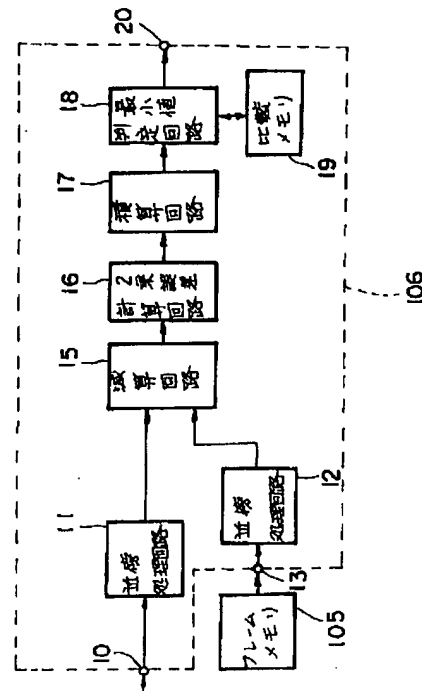 10
11
並傍
処理回路
フレーム
メモリ
105
13
並傍
処理回路
12
15
減算回路
16
2乗誤差
計算回路
17
積算回路
18
最小値
判定回路
比較
メモリ
19
20
106